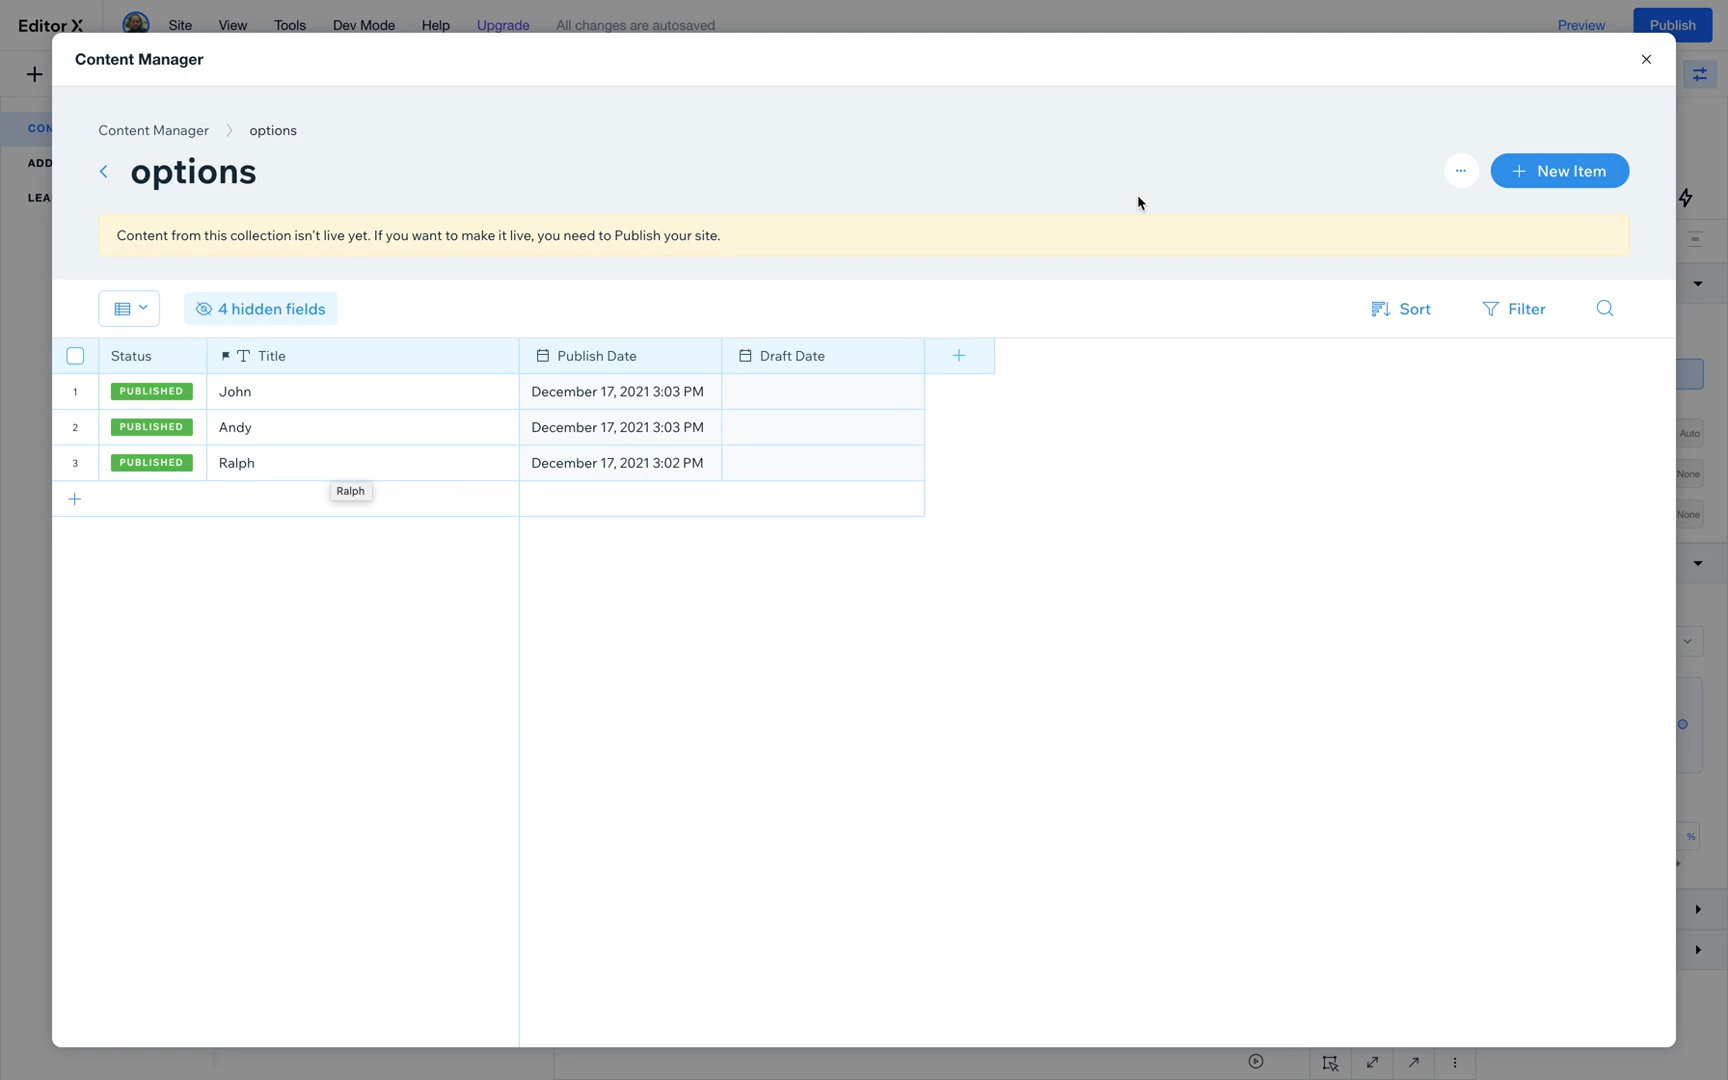 Editor X Site View Tools Dev Mode Help Upgrade All changes are autosaved Preview Publish
Content Manager
CON
ADD
LEA
Content Manager options
options
... + New Item
Content from this collection isn't live yet. If you want to make it live, you need to Publish your site.
4 hidden fields Sort Filter
Status Title Publish Date Draft Date
1 PUBLISHED John December 17, 2021 3:03 PM
2 PUBLISHED Andy December 17, 2021 3:03 PM
3 PUBLISHED Ralph December 17, 2021 3:02 PM
Ralph
Auto
None
None
%